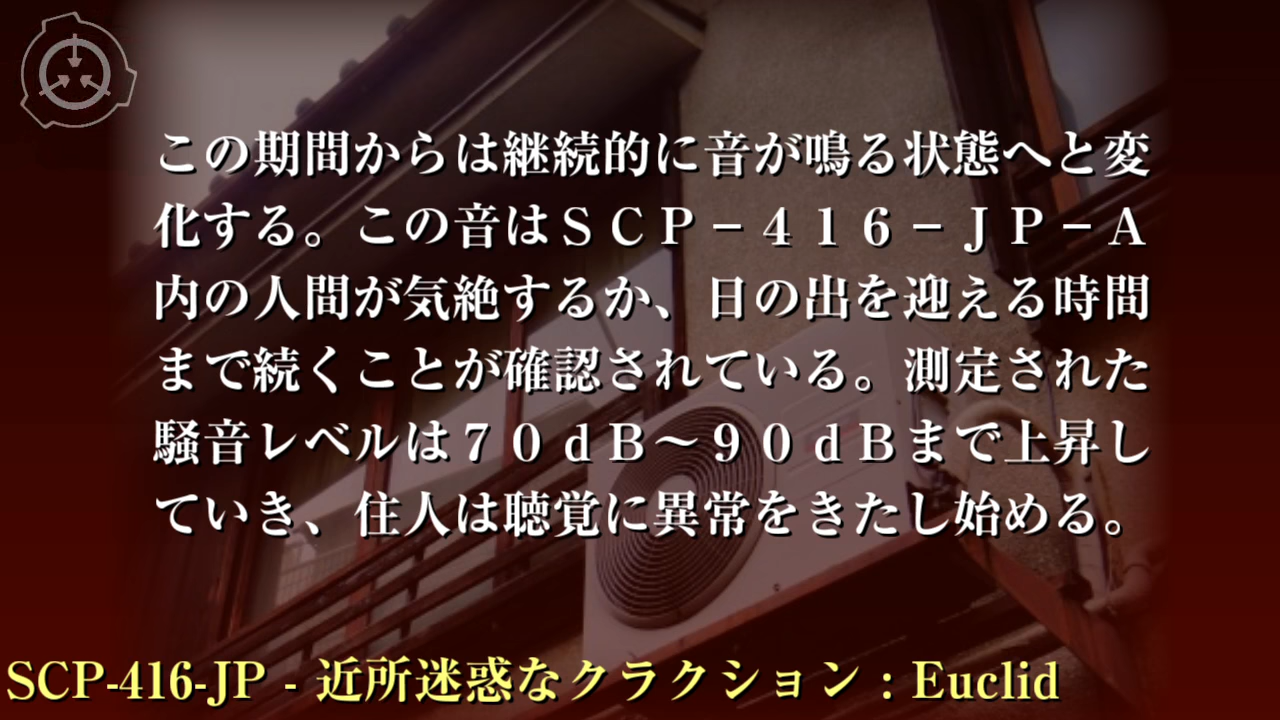 この期間からは継続的に音が鳴る状態へと変
化する。この音はＳＣＰ－４１６－ＪＰ－Ａ
内の人間が気絶するか、日の出を迎える時間
まで続くことが確認されている。測定された
騒音レベルは７０ｄＢ～９０ｄＢまで上昇し
ていき、住人は聴覚に異常をきたし始める。
SCP-416-JP - 近所迷惑なクラクション : Euclid